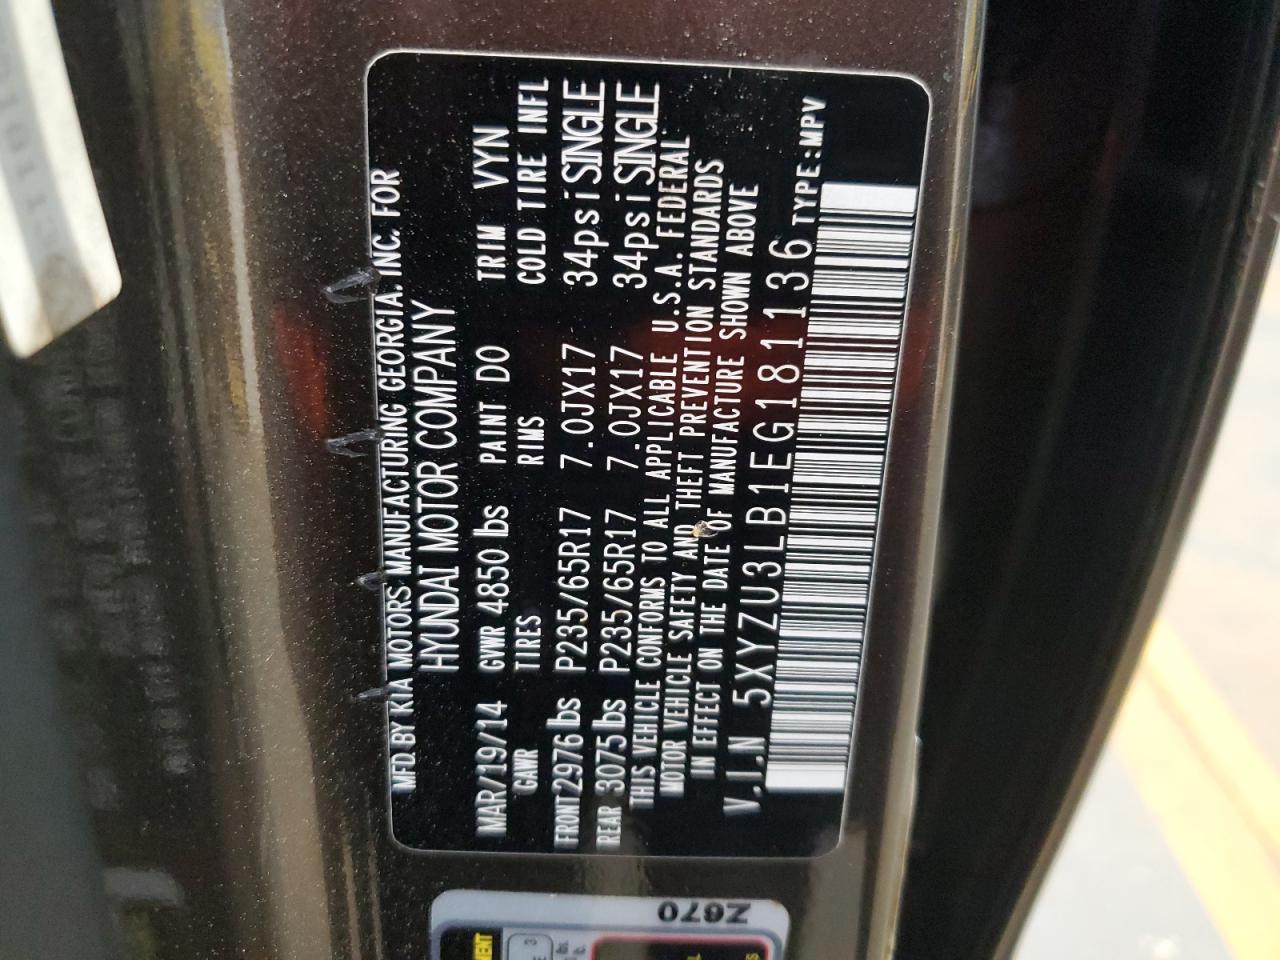 MFD BY KIA MOTORS MANUFACTURING GEORGIA. INC. FOR
HYUNDAI MOTOR COMPANY
MAR/19/14 GVWR 4850 lbs PAINT DO TRIM VYN
GAWR TIRES RIMS COLD TIRE INFL
FRONT 2976 lbs P235/65R17 7.0JX17 34psi SINGLE
REAR 3075 lbs P235/65R17 7.0JX17 34psi SINGLE
THIS VEHICLE CONFORMS TO ALL APPLICABLE U.S.A. FEDERAL
MOTOR VEHICLE SAFETY AND THEFT PREVENTION STANDARDS
IN EFFECT ON THE DATE OF MANUFACTURE SHOWN ABOVE
V.I.N 5XYZU3LB1EG181136 TYPE:MPV
Z670